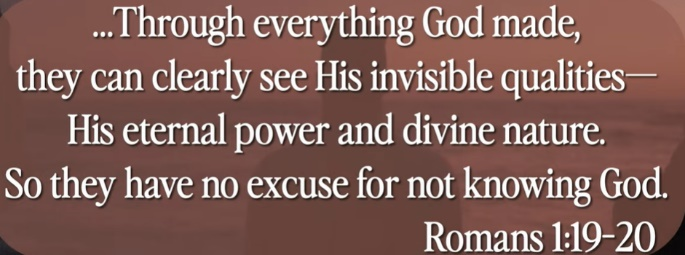 ...Through everything God made,
they can clearly see His invisible qualities—
His eternal power and divine nature.
So they have no excuse for not knowing God.
Romans 1:19-20